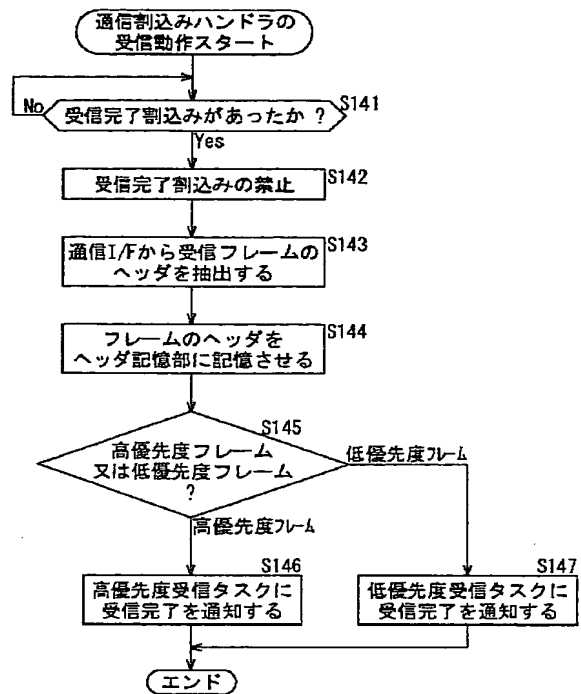 通信割込みハンドラの
受信動作スタート
No
受信完了割込みがあったか ?
S141
Yes
受信完了割込みの禁止
S142
通信I/Fから受信フレームの
ヘッダを抽出する
S143
フレームのヘッダを
ヘッダ記憶部に記憶させる
S144
S145
高優先度フレーム
又は低優先度フレーム
?
低優先度フレーム
高優先度フレーム
S146
高優先度受信タスクに
受信完了を通知する
S147
低優先度受信タスクに
受信完了を通知する
エンド